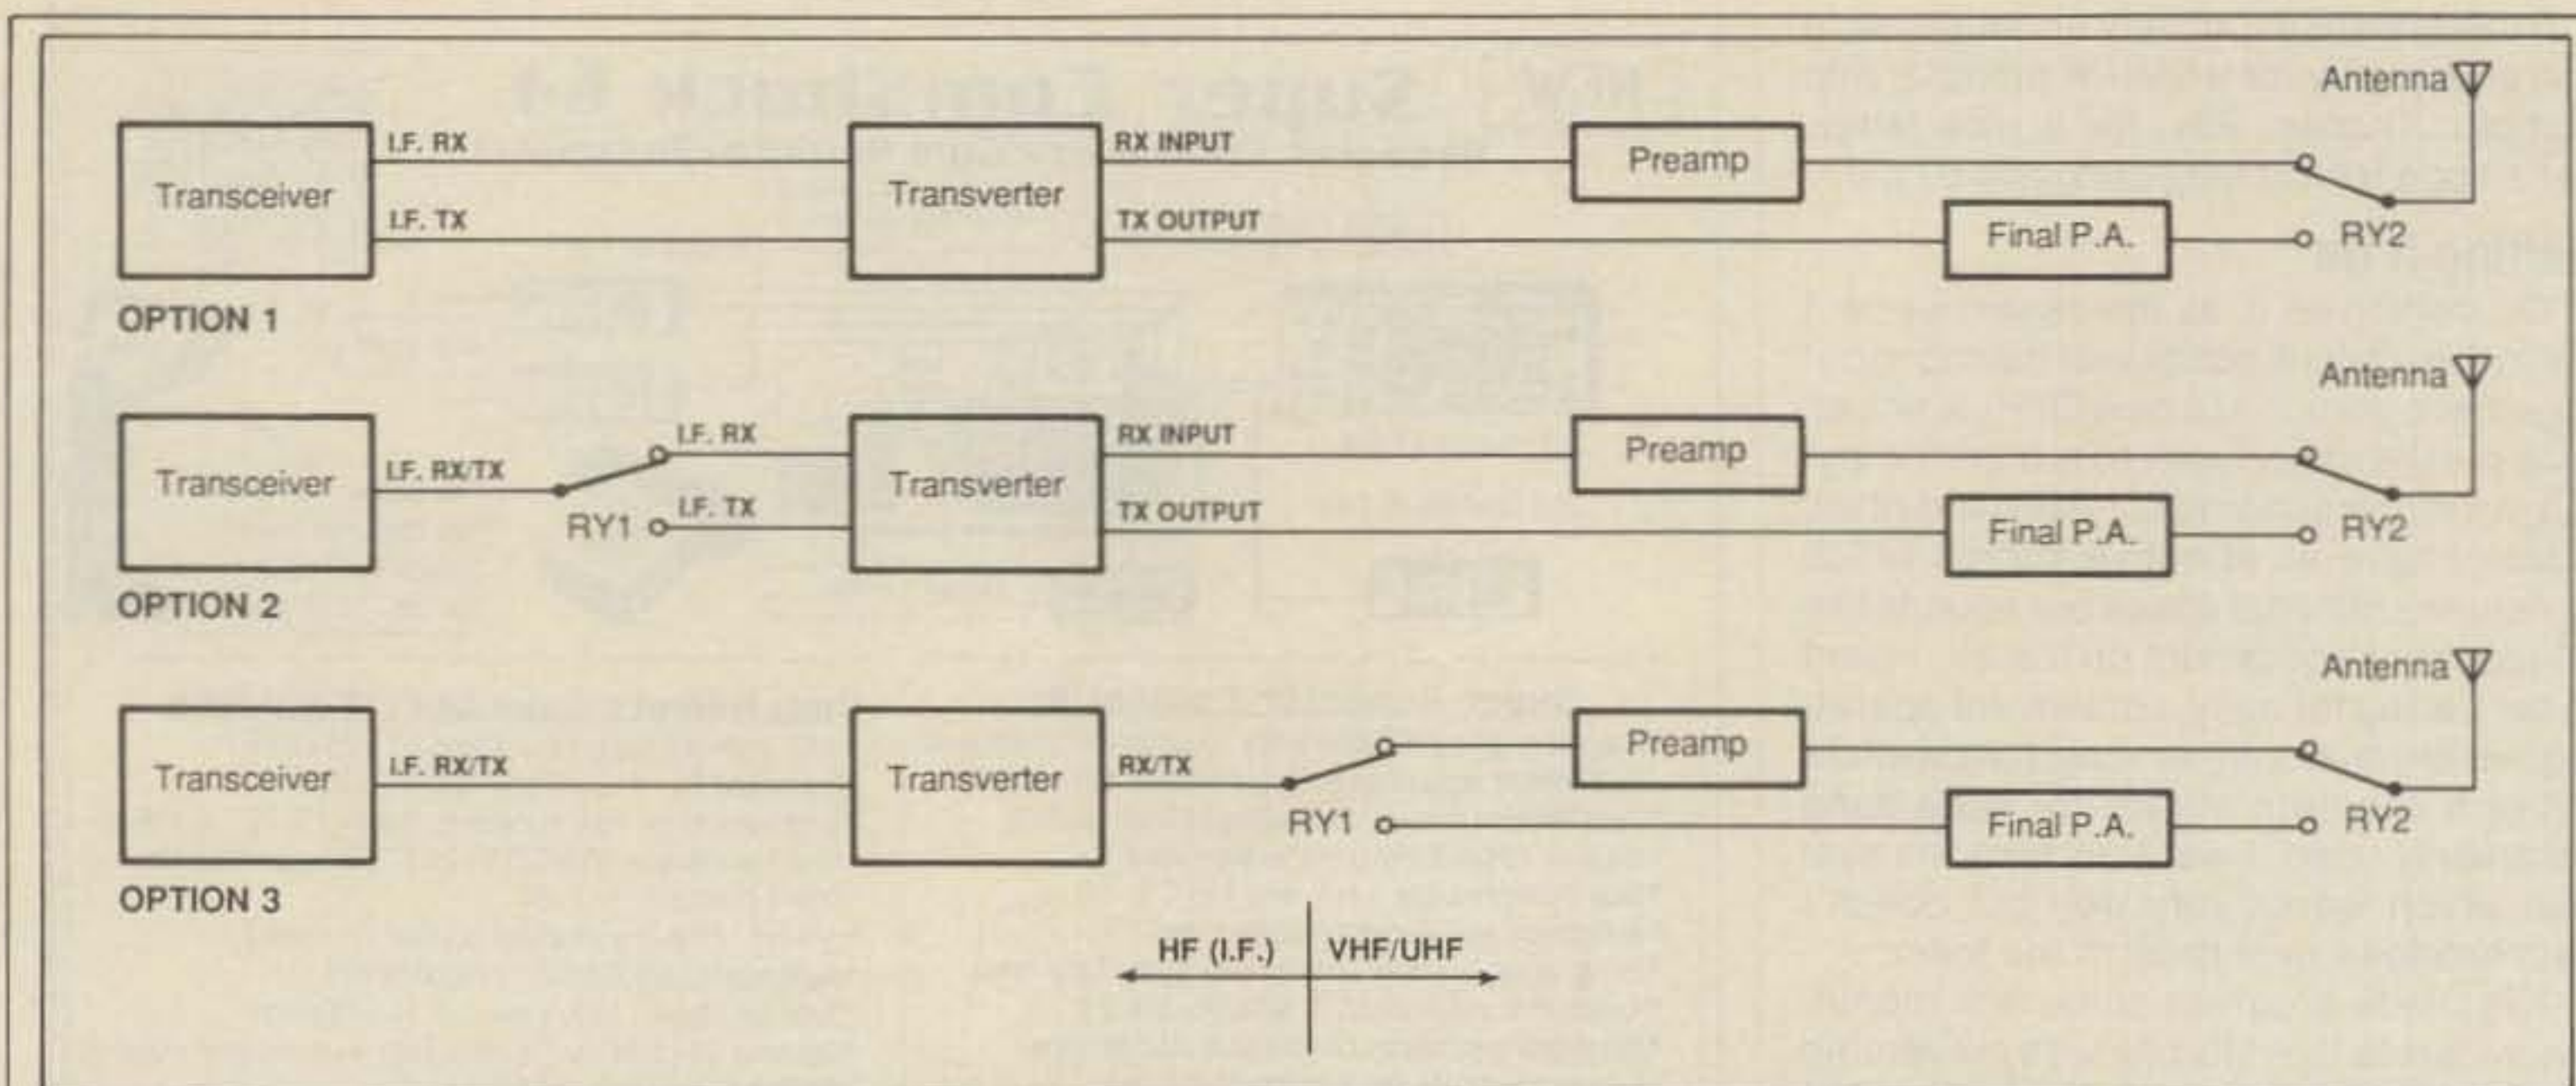 Antenna
I.F. RX
RX INPUT
Transceiver
Transverter
Preamp
I.F. TX
TX OUTPUT
Final P.A.
RY2
OPTION 1
Antenna
I.F. RX
RX INPUT
Transceiver
I.F. RX/TX
Transverter
Preamp
RY1
I.F. TX
TX OUTPUT
Final P.A.
RY2
OPTION 2
Antenna
Transceiver
I.F. RX/TX
Transverter
RX/TX
Preamp
RY1
Final P.A.
RY2
OPTION 3
HF (I.F.)
VHF/UHF